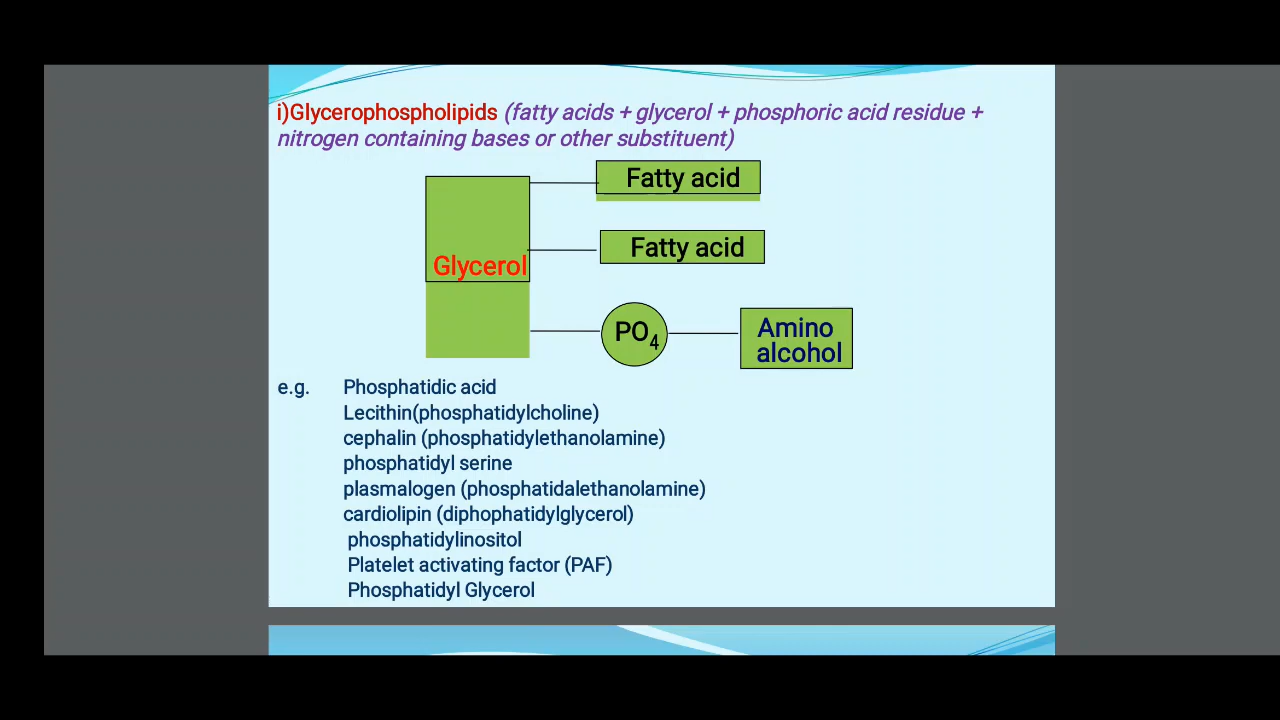 i)Glycerophospholipids (fatty acids + glycerol + phosphoric acid residue +
nitrogen containing bases or other substituent)
Fatty acid
Fatty acid
Glycerol
PO4
Amino
alcohol
e.g. Phosphatidic acid
Lecithin(phosphatidylcholine)
cephalin (phosphatidylethanolamine)
phosphatidyl serine
plasmalogen (phosphatidalethanolamine)
cardiolipin (diphophatidylglycerol)
phosphatidylinositol
Platelet activating factor (PAF)
Phosphatidyl Glycerol